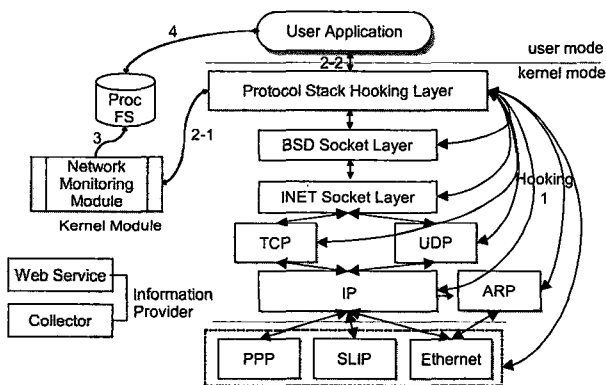 4
User Application
user mode
2-2
kernel mode
Protocol Stack Hooking Layer
Proc
FS
3
2-1
BSD Socket Layer
Network
Monitoring
Module
Kernel Module
INET Socket Layer
Hooking
1
TCP
UDP
Web Service
Information
Provider
Collector
IP
ARP
PPP
SLIP
Ethernet